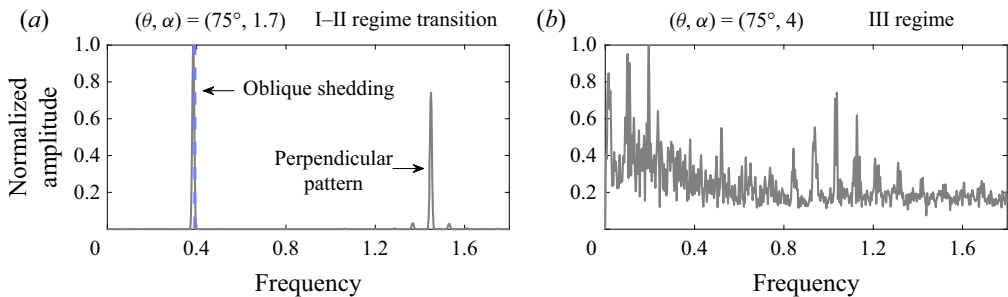 (a) (θ, α) = (75°, 1.7) I–II regime transition
1.0
0.8
0.6
0.4
0.2
0 0.4 0.8 1.2 1.6
Normalized
amplitude
Oblique shedding
Perpendicular
pattern
Frequency
(b) (θ, α) = (75°, 4) III regime
1.0
0.8
0.6
0.4
0.2
0 0.4 0.8 1.2 1.6
Frequency